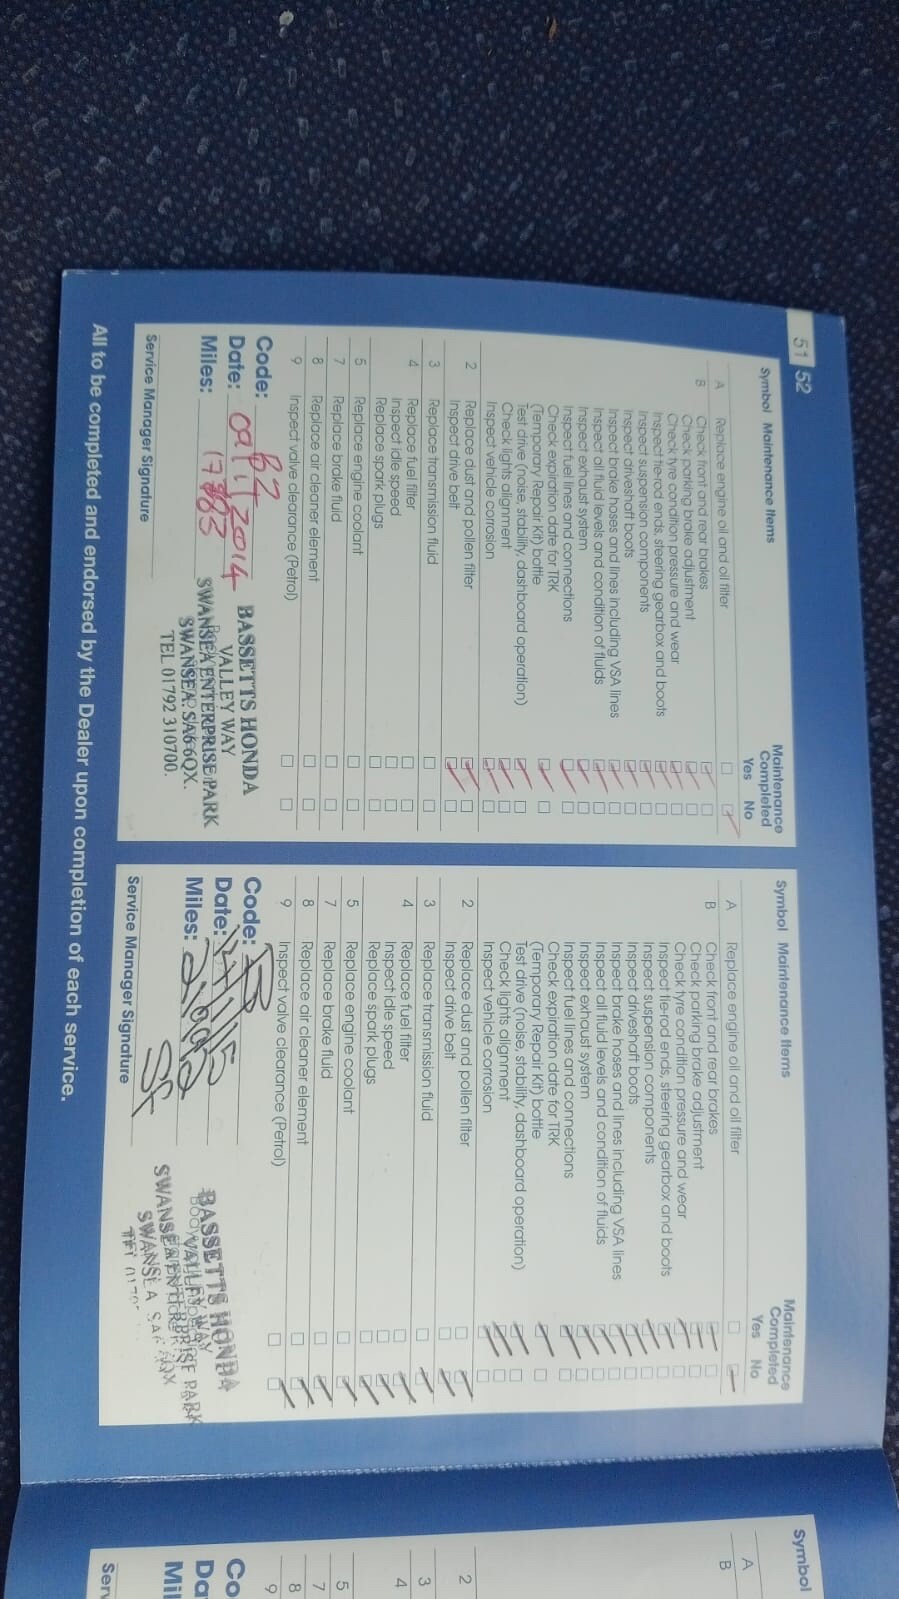 51 52
Symbol Maintenance Items
Maintenance Completed
Yes No
A Replace engine oil and oil filter
B Check front and rear brakes
Check parking brake adjustment
Check tyre condition pressure and wear
Inspect tie-rod ends, steering gearbox and boots
Inspect suspension components
Inspect driveshaft boots
Inspect brake hoses and lines including VSA lines
Inspect all fluid levels and condition of fluids
Inspect exhaust system
Inspect fuel lines and connections
Check expiration date for TRK
(Temporary Repair Kit) bottle
Test drive (noise, stability, dashboard operation)
Check lights alignment
Inspect vehicle corrosion
2 Replace dust and pollen filter
Inspect drive belt
3 Replace transmission fluid
4 Replace fuel filter
Inspect idle speed
Replace spark plugs
5 Replace engine coolant
7 Replace brake fluid
8 Replace air cleaner element
9 Inspect valve clearance (Petrol)
Code: B2
Date: 2014
Miles:
Service Manager Signature
BASSETTS HONDA
VALLEY WAY
SWANSEA ENTERPRISE PARK
SWANSEA. SA6 6QX.
TEL 01792 310700.
Symbol Maintenance Items
Maintenance Completed
Yes No
A Replace engine oil and oil filter
B Check front and rear brakes
Check parking brake adjustment
Check tyre condition pressure and wear
Inspect tie-rod ends, steering gearbox and boots
Inspect suspension components
Inspect driveshaft boots
Inspect brake hoses and lines including VSA lines
Inspect all fluid levels and condition of fluids
Inspect exhaust system
Inspect fuel lines and connections
Check expiration date for TRK
(Temporary Repair Kit) bottle
Test drive (noise, stability, dashboard operation)
Check lights alignment
Inspect vehicle corrosion
2 Replace dust and pollen filter
Inspect drive belt
3 Replace transmission fluid
4 Replace fuel filter
Inspect idle speed
Replace spark plugs
5 Replace engine coolant
7 Replace brake fluid
8 Replace air cleaner element
9 Inspect valve clearance (Petrol)
Code: B
Date:
Miles:
Service Manager Signature
BASSETTS HONDA
VALLEY WAY
SWANSEA ENTERPRISE PARK
SWANSEA SA6 6QX
Symbol
A
B
2
3
4
5
7
8
9
Co
Da
Mil
Serv
All to be completed and endorsed by the Dealer upon completion of each service.